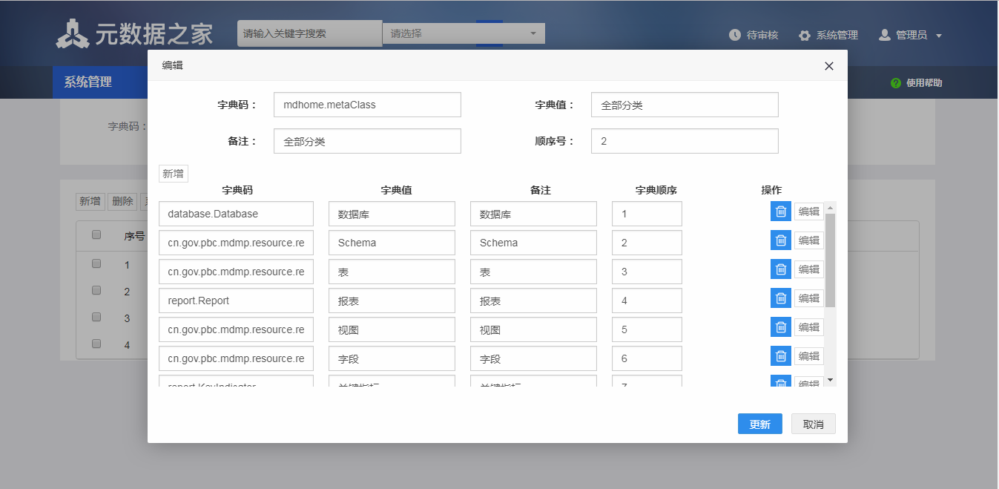 元数据之家
请输入关键字搜索
请选择
待审核
系统管理
管理员
系统管理
使用帮助
编辑
字典码：
字典码：
mdhome.metaClass
字典值：
全部分类
备注：
全部分类
顺序号：
2
新增
字典码
字典值
备注
字典顺序
操作
新增
删除
序号
database.Database
数据库
数据库
1
编辑
cn.gov.pbc.mdmp.resource.re
Schema
Schema
2
编辑
1
cn.gov.pbc.mdmp.resource.re
表
表
3
编辑
2
report.Report
报表
报表
4
编辑
3
cn.gov.pbc.mdmp.resource.re
视图
视图
5
编辑
4
cn.gov.pbc.mdmp.resource.re
字段
字段
6
编辑
report.KeyIndicator
关键指标
关键指标
7
编辑
更新
取消